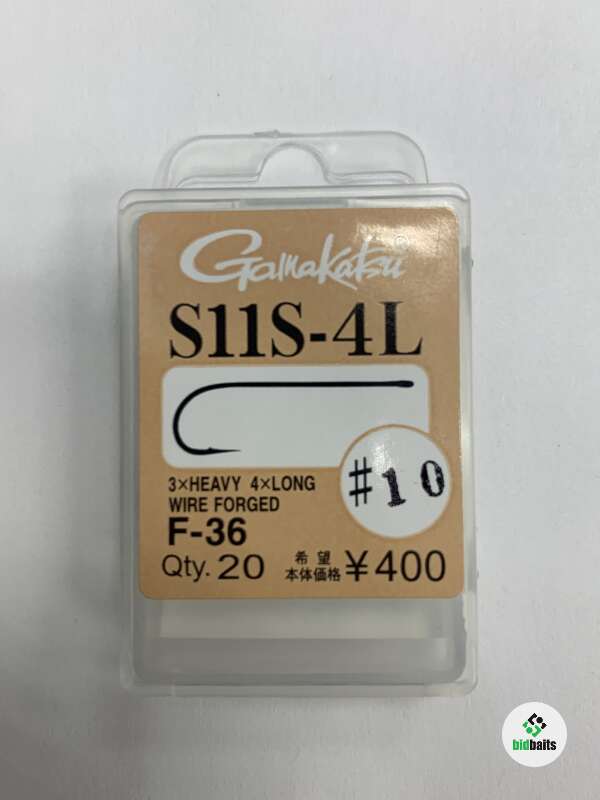 Gamakatsu®
S11S-4L
#10
3×HEAVY 4×LONG
WIRE FORGED
F-36
Qty. 20
希望
本体価格 ¥400
bidbaits